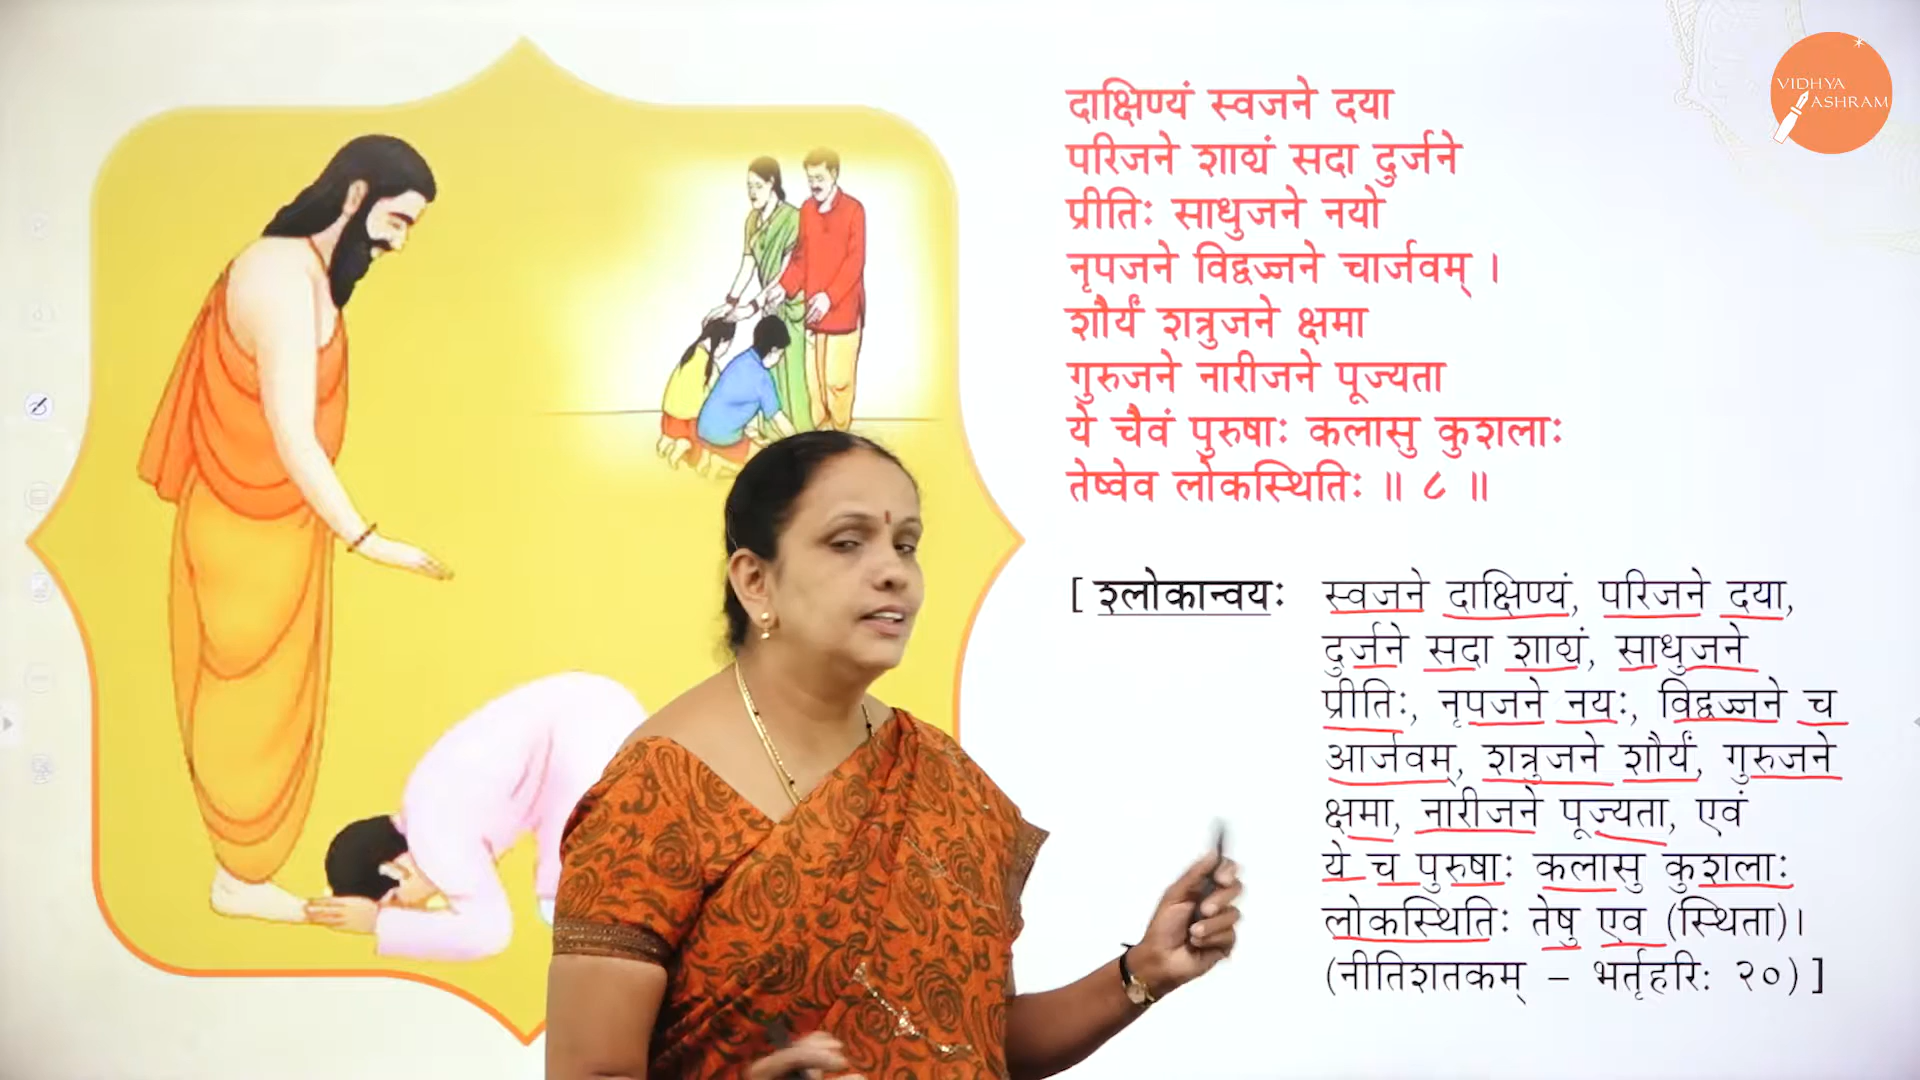 VIDHYA
ASHRAM
दाक्षिण्यं स्वजने दया
परिजने शाठ्यं सदा दुर्जने
प्रीतिः साधुजने नयो
नृपजने विद्वज्जने चार्जवम् ।
शौर्यं शत्रुजने क्षमा
गुरुजने नारीजने पूज्यता
ये चैवं पुरुषाः कलासु कुशलाः
तेष्वेव लोकस्थितिः ॥ ८ ॥
[ श्लोकान्वयः स्वजने दाक्षिण्यं, परिजने दया,
दुर्जने सदा शाठ्यं, साधुजने
प्रीतिः, नृपजने नयः, विद्वज्जने च
आर्जवम्, शत्रुजने शौर्यं, गुरुजने
क्षमा, नारीजने पूज्यता, एवं
ये च पुरुषाः कलासु कुशलाः
लोकस्थितिः तेषु एव (स्थिता)।
(नीतिशतकम् – भर्तृहरिः २०) ]